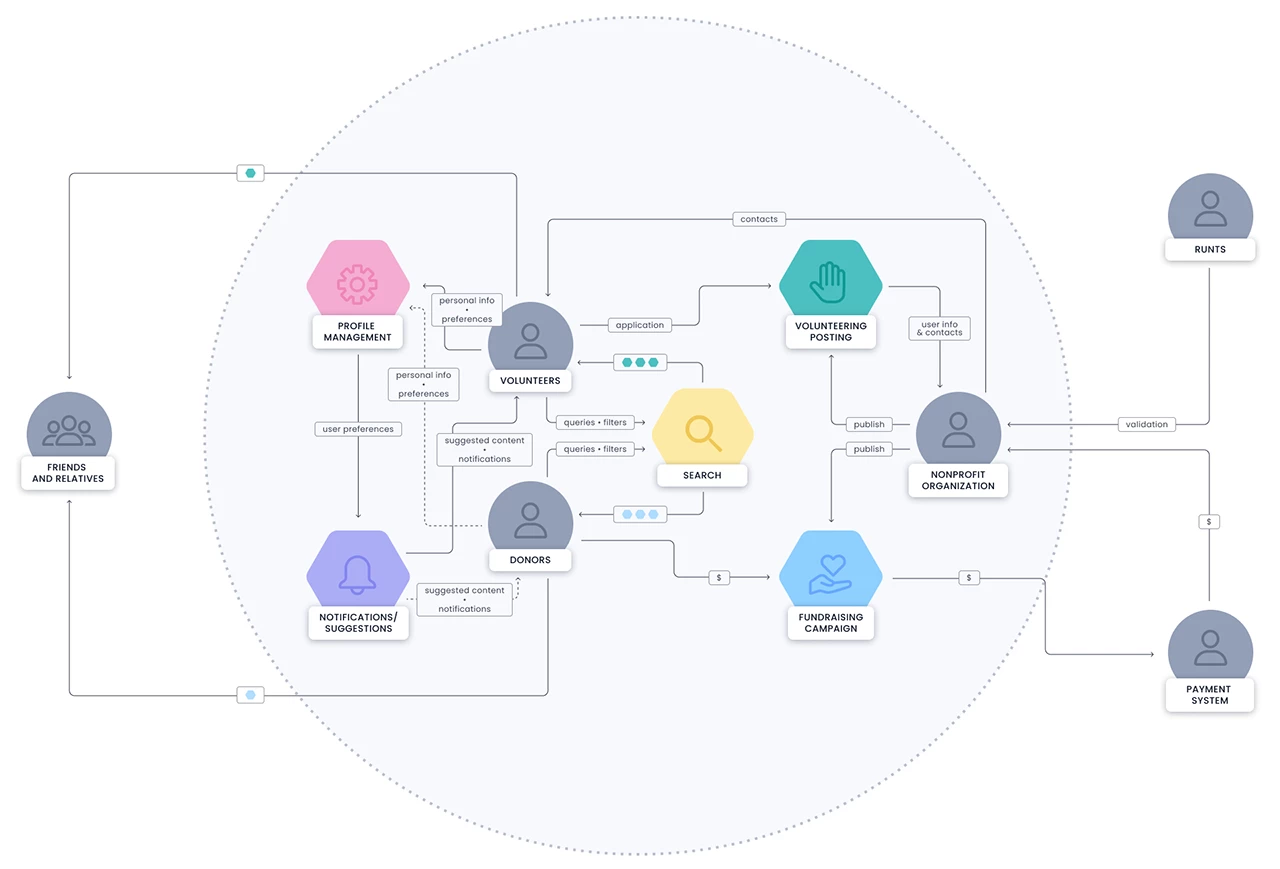 contacts
RUNTS
personal info
•
preferences
PROFILE
MANAGEMENT
application
VOLUNTEERING
POSTING
user info
& contacts
VOLUNTEERS
personal info
•
preferences
user preferences
queries • filters
suggested content
•
notifications
queries • filters
SEARCH
publish
publish
validation
FRIENDS
AND RELATIVES
NONPROFIT
ORGANIZATION
$
DONORS
suggested content
•
notifications
$
$
NOTIFICATIONS/
SUGGESTIONS
FUNDRAISING
CAMPAIGN
PAYMENT
SYSTEM